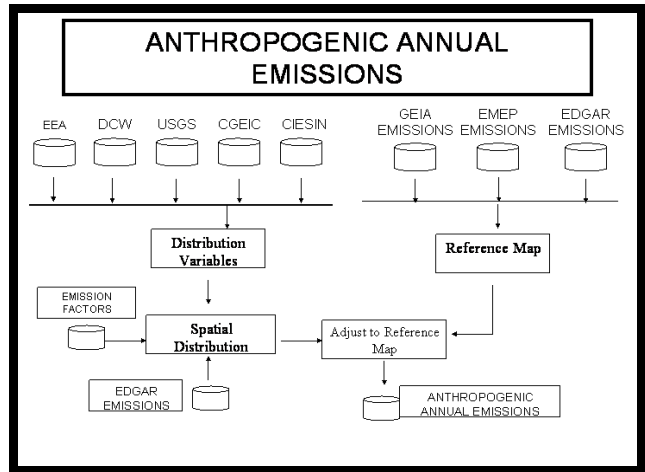 ANTHROPOGENIC ANNUAL
EMISSIONS
EEA
DCW
USGS
CGEIC
CIESIN
GEIA
EMISSIONS
EMEP
EMISSIONS
EDGAR
EMISSIONS
Distribution
Variables
Reference Map
EMISSION
FACTORS
Spatial
Distribution
Adjust to Reference
Map
EDGAR
EMISSIONS
ANTHROPOGENIC
ANNUAL EMISSIONS